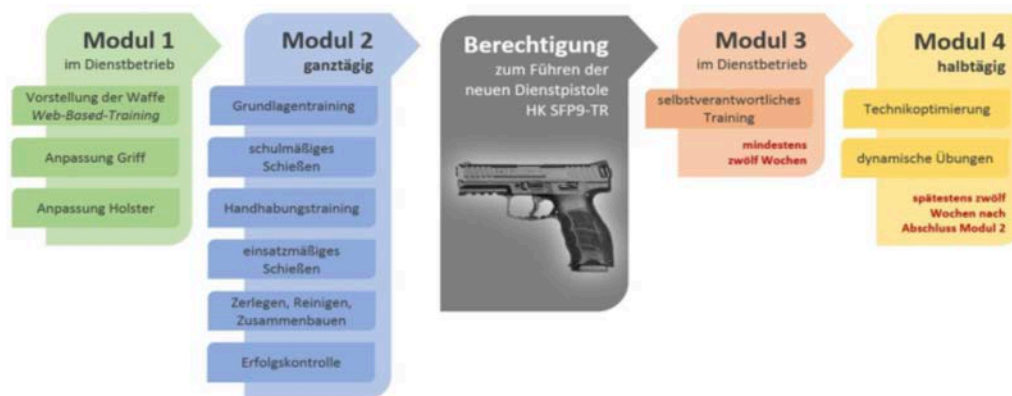 Modul 1
im Dienstbetrieb
Vorstellung der Waffe
Web-Based-Training
Anpassung Griff
Anpassung Holster
Modul 2
ganztägig
Grundlagentraining
schulmäßiges
Schießen
Handhabungstraining
einsatzmäßiges
Schießen
Zerlegen, Reinigen,
Zusammenbauen
Erfolgskontrolle
Berechtigung
zum Führen der
neuen Dienstpistole
HK SFP9-TR
Modul 3
im Dienstbetrieb
selbstverantwortliches
Training
mindestens
zwölf Wochen
Modul 4
halbtägig
Technikoptimierung
dynamische Übungen
spätestens zwölf
Wochen nach
Abschluss Modul 2